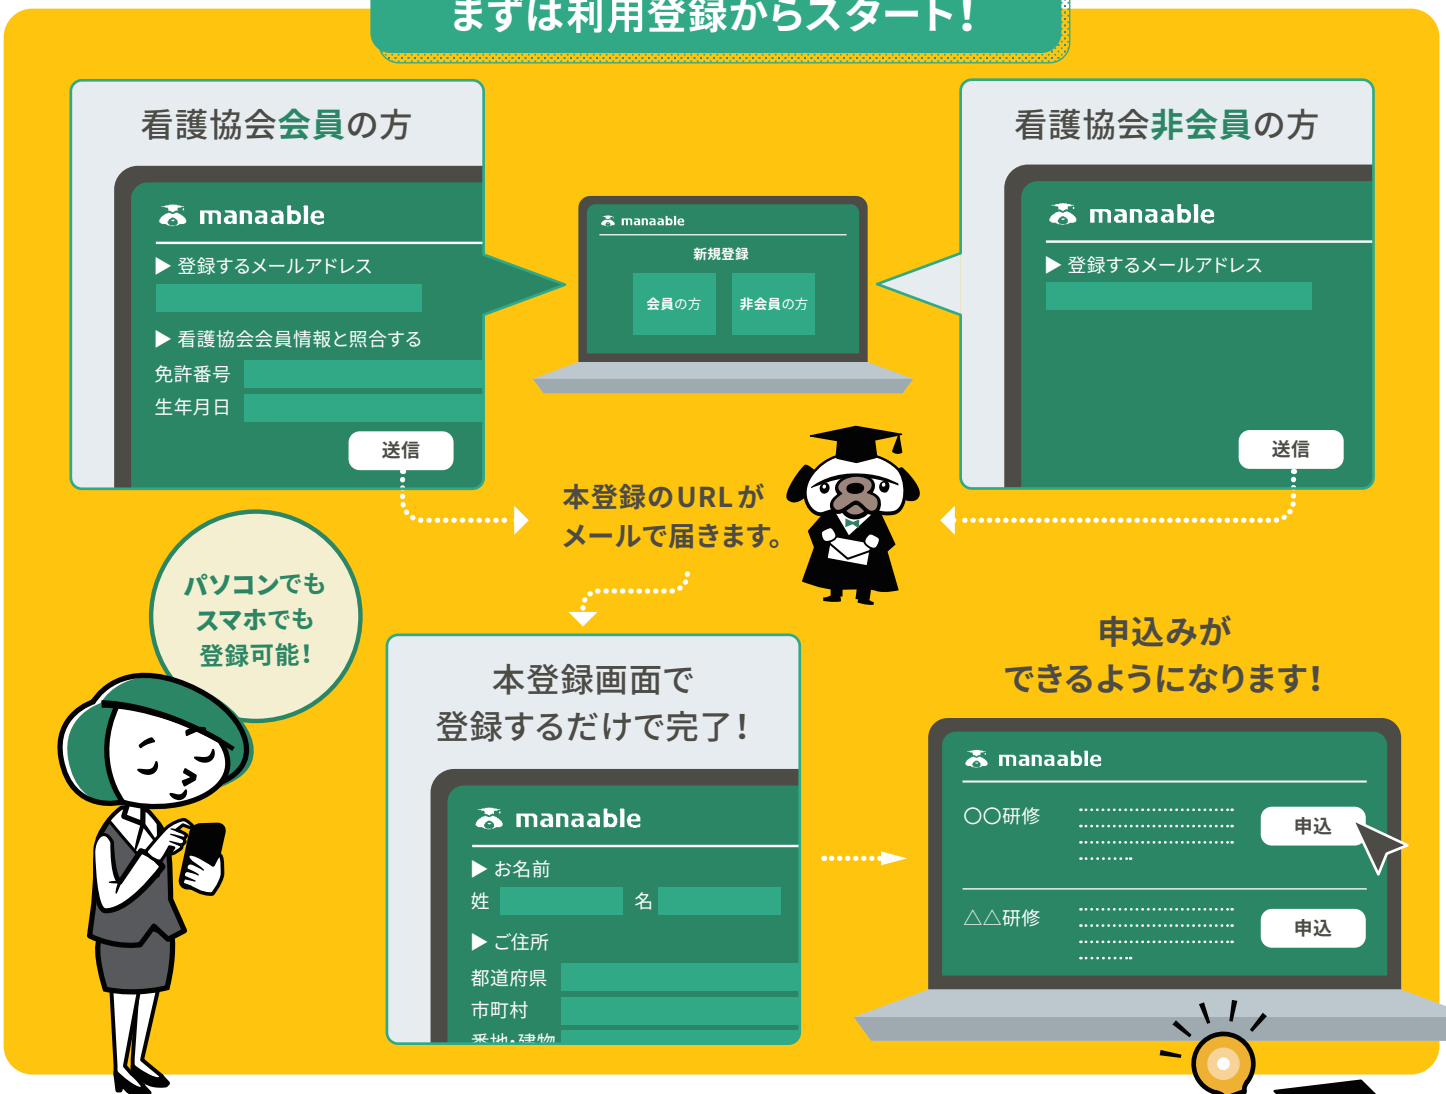 まずは利用登録からスタート！
看護協会会員の方
manaable
▶ 登録するメールアドレス
▶ 看護協会会員情報と照合する
免許番号
生年月日
送信
manaable
新規登録
会員の方
非会員の方
看護協会非会員の方
manaable
▶ 登録するメールアドレス
送信
本登録のURLが
メールで届きます。
パソコンでも
スマホでも
登録可能！
本登録画面で
登録するだけで完了！
manaable
▶ お名前
姓
名
▶ ご住所
都道府県
市町村
番地・建物
申込みが
できるようになります！
manaable
〇〇研修
申込
△△研修
申込